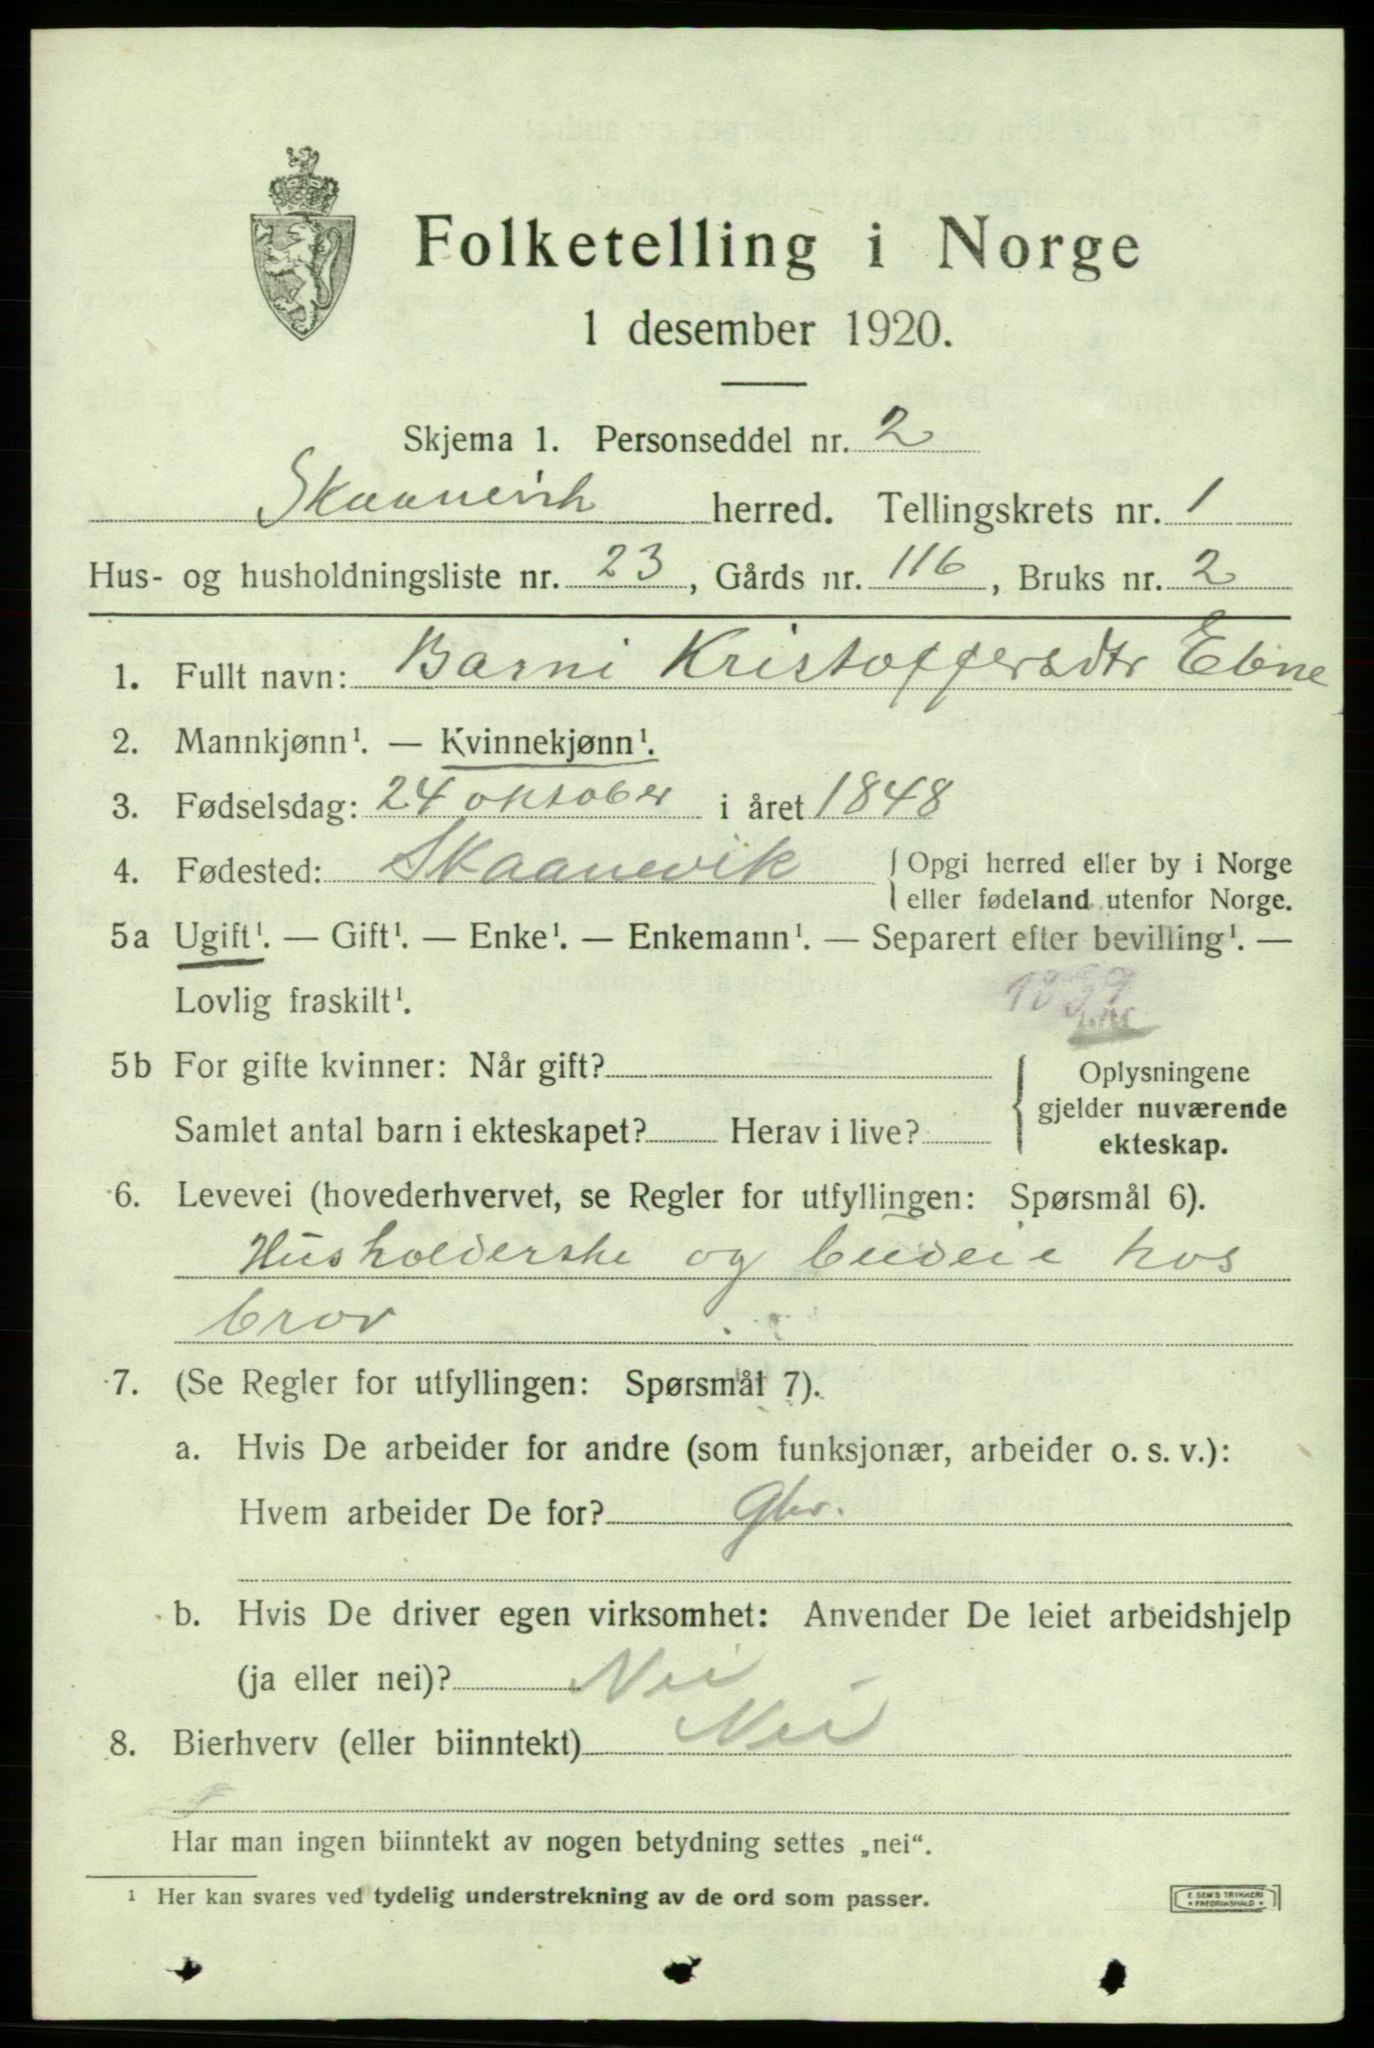 Folketelling i Norge
1 desember 1920.
Skjema 1. Personseddel nr. 2
Skaanevik herred. Tellingskrets nr. 1
Hus- og husholdningsliste nr. 23, Gårds nr. 116, Bruks nr. 2
1. Fullt navn: Barni Kristoffersdtr Ebne
2. Mannkjønn¹. — Kvinnekjønn¹.
3. Fødselsdag: 24 oktober i året 1848
4. Fødested: Skaanevik { Opgi herred eller by i Norge
eller fødeland utenfor Norge.
5a Ugift¹. — Gift¹. — Enke¹. — Enkemann¹. — Separert efter bevilling¹. —
Lovlig fraskilt¹.
5b For gifte kvinner: Når gift?
Samlet antal barn i ekteskapet? Herav i live?
Oplysningene
gjelder nuværende
ekteskap.
6. Levevei (hovederhvervet, se Regler for utfyllingen: Spørsmål 6).
Husholderske og budeie hos
bror
7. (Se Regler for utfyllingen: Spørsmål 7).
a. Hvis De arbeider for andre (som funksjonær, arbeider o. s. v.):
Hvem arbeider De for? Gbr.
b. Hvis De driver egen virksomhet: Anvender De leiet arbeidshjelp
(ja eller nei)? Nei
8. Bierhverv (eller biinntekt) Nei
Har man ingen biinntekt av nogen betydning settes „nei“.
¹ Her kan svares ved tydelig understrekning av de ord som passer.
E SEM'S TRYKKERI
* FREDRIKSHALD *